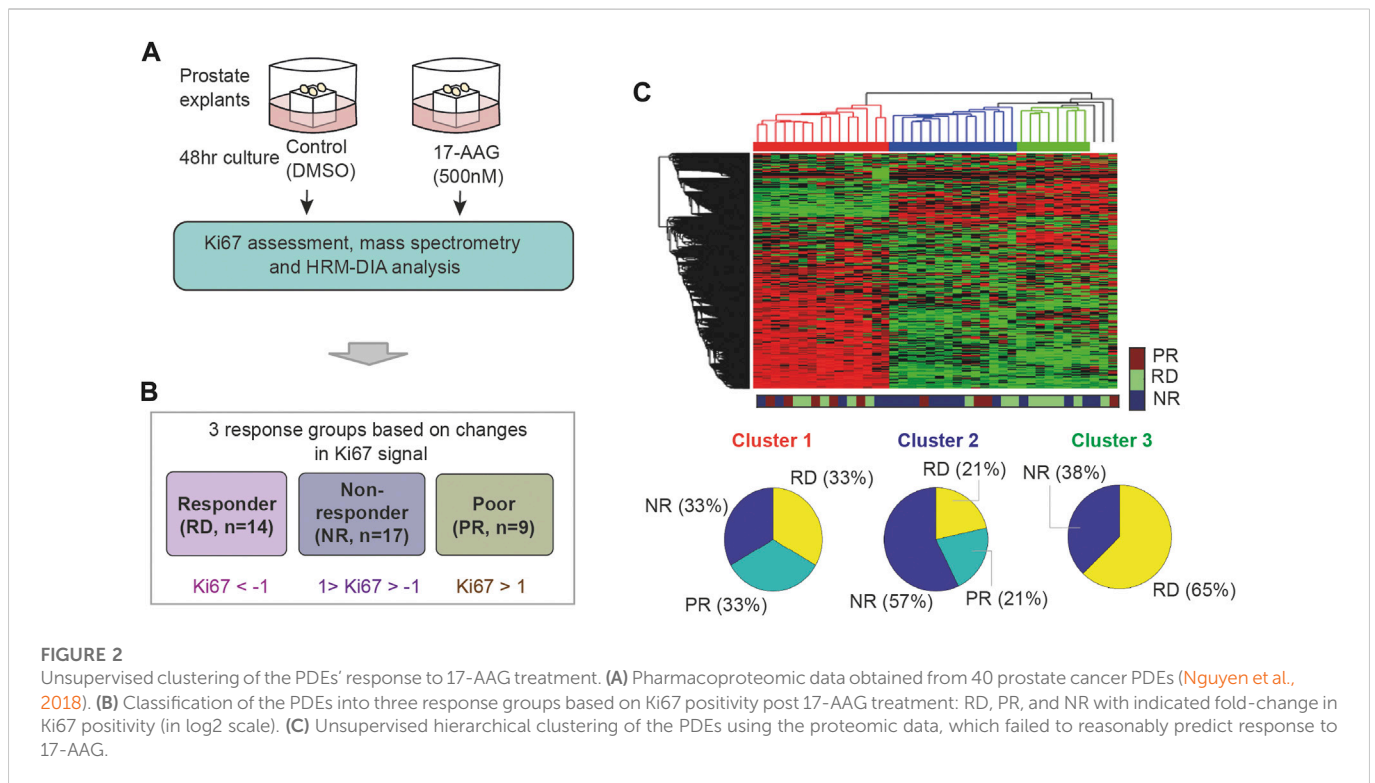 A
Prostate
explants
48hr culture
Control
(DMSO)
17-AAG
(500nM)
Ki67 assessment, mass spectrometry
and HRM-DIA analysis
B
3 response groups based on changes
in Ki67 signal
Responder
(RD, n=14)
Non-
responder
(NR, n=17)
Poor
(PR, n=9)
Ki67 < -1
1> Ki67 > -1
Ki67 > 1
C
PR
RD
NR
Cluster 1
Cluster 2
Cluster 3
RD (33%)
NR (33%)
PR (33%)
RD (21%)
NR (57%)
PR (21%)
NR (38%)
RD (65%)
FIGURE 2
Unsupervised clustering of the PDEs' response to 17-AAG treatment. (A) Pharmacoproteomic data obtained from 40 prostate cancer PDEs (Nguyen et al.,
2018). (B) Classification of the PDEs into three response groups based on Ki67 positivity post 17-AAG treatment: RD, PR, and NR with indicated fold-change in
Ki67 positivity (in log2 scale). (C) Unsupervised hierarchical clustering of the PDEs using the proteomic data, which failed to reasonably predict response to
17-AAG.